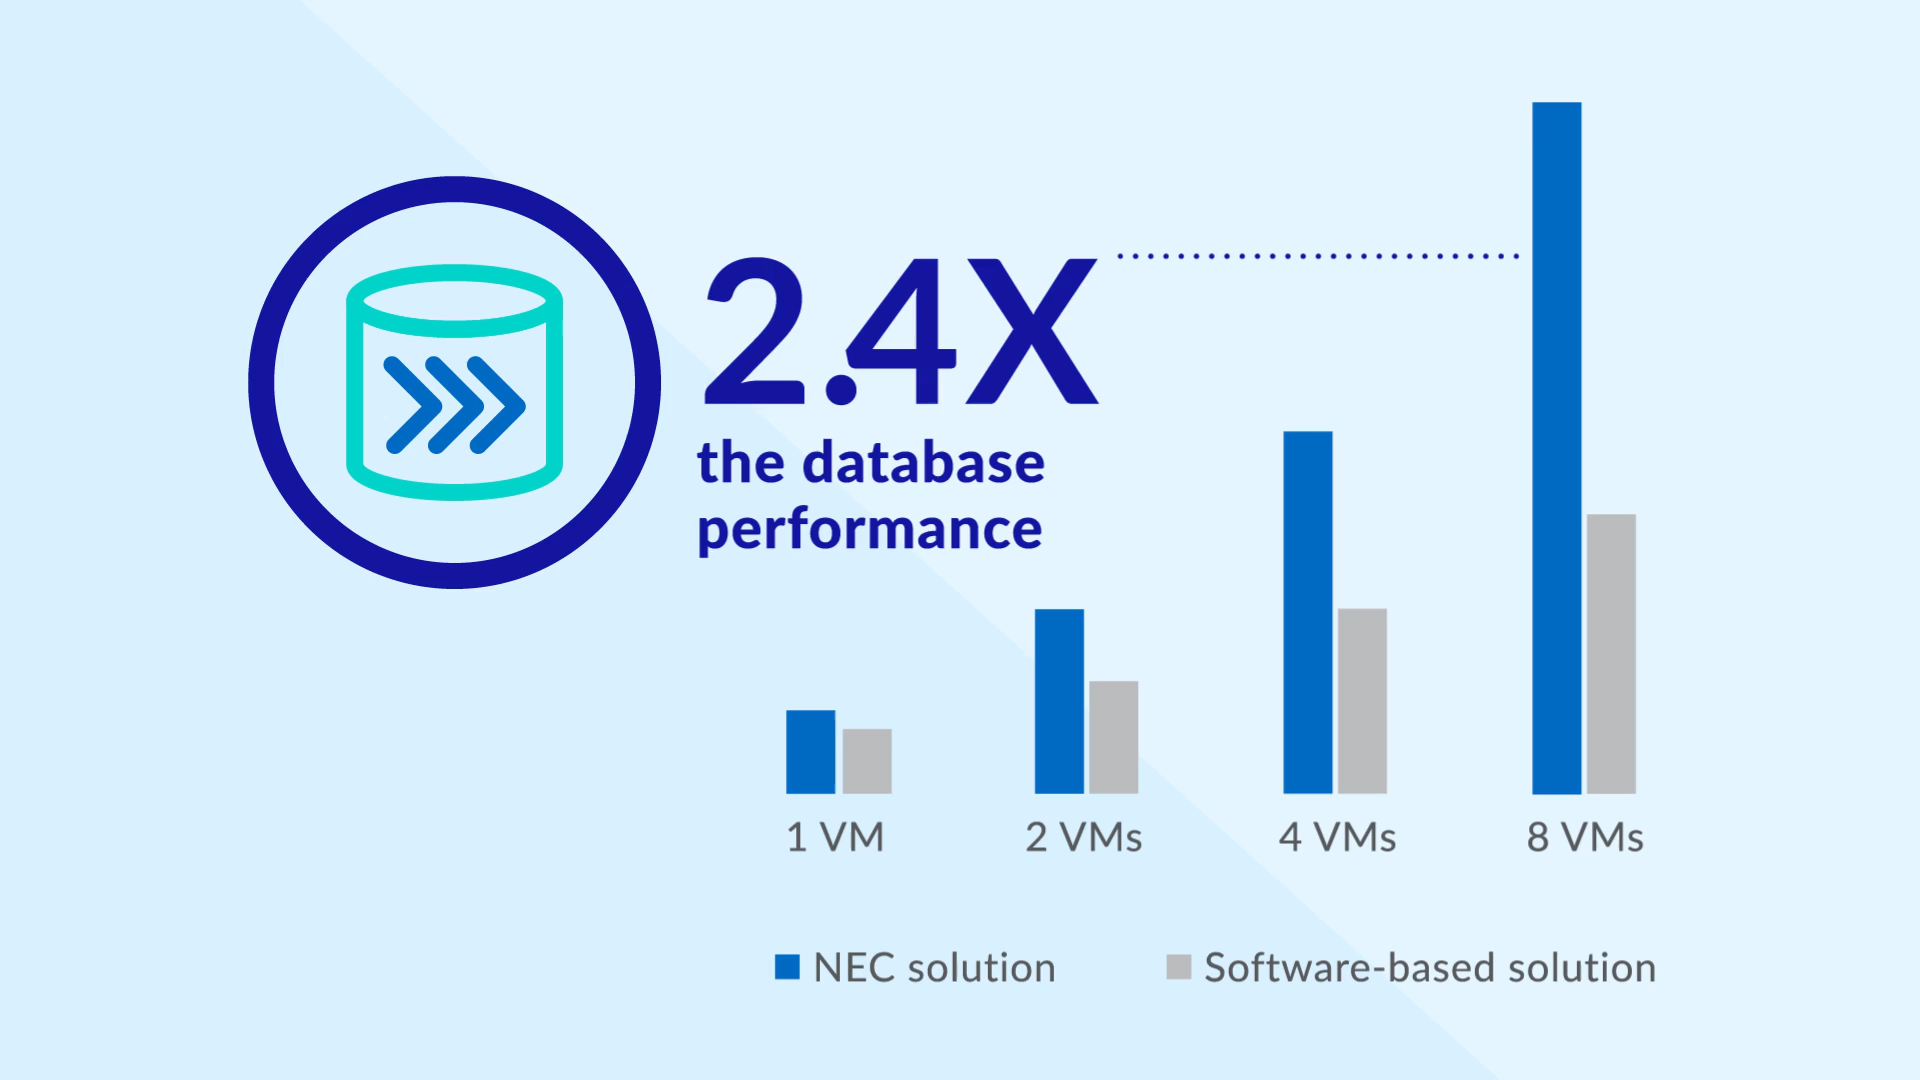 2.4X
the database
performance
1 VM
2 VMs
4 VMs
8 VMs
NEC solution
Software-based solution